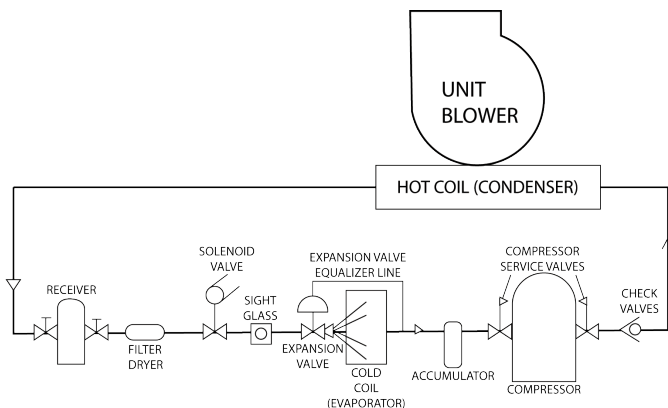 UNIT
BLOWER
HOT COIL (CONDENSER)
SOLENOID
VALVE
EXPANSION VALVE
EQUALIZER LINE
COMPRESSOR
SERVICE VALVES
RECEIVER
SIGHT
GLASS
CHECK
VALVES
FILTER
DRYER
EXPANSION
VALVE
COLD
COIL
(EVAPORATOR)
ACCUMULATOR
COMPRESSOR